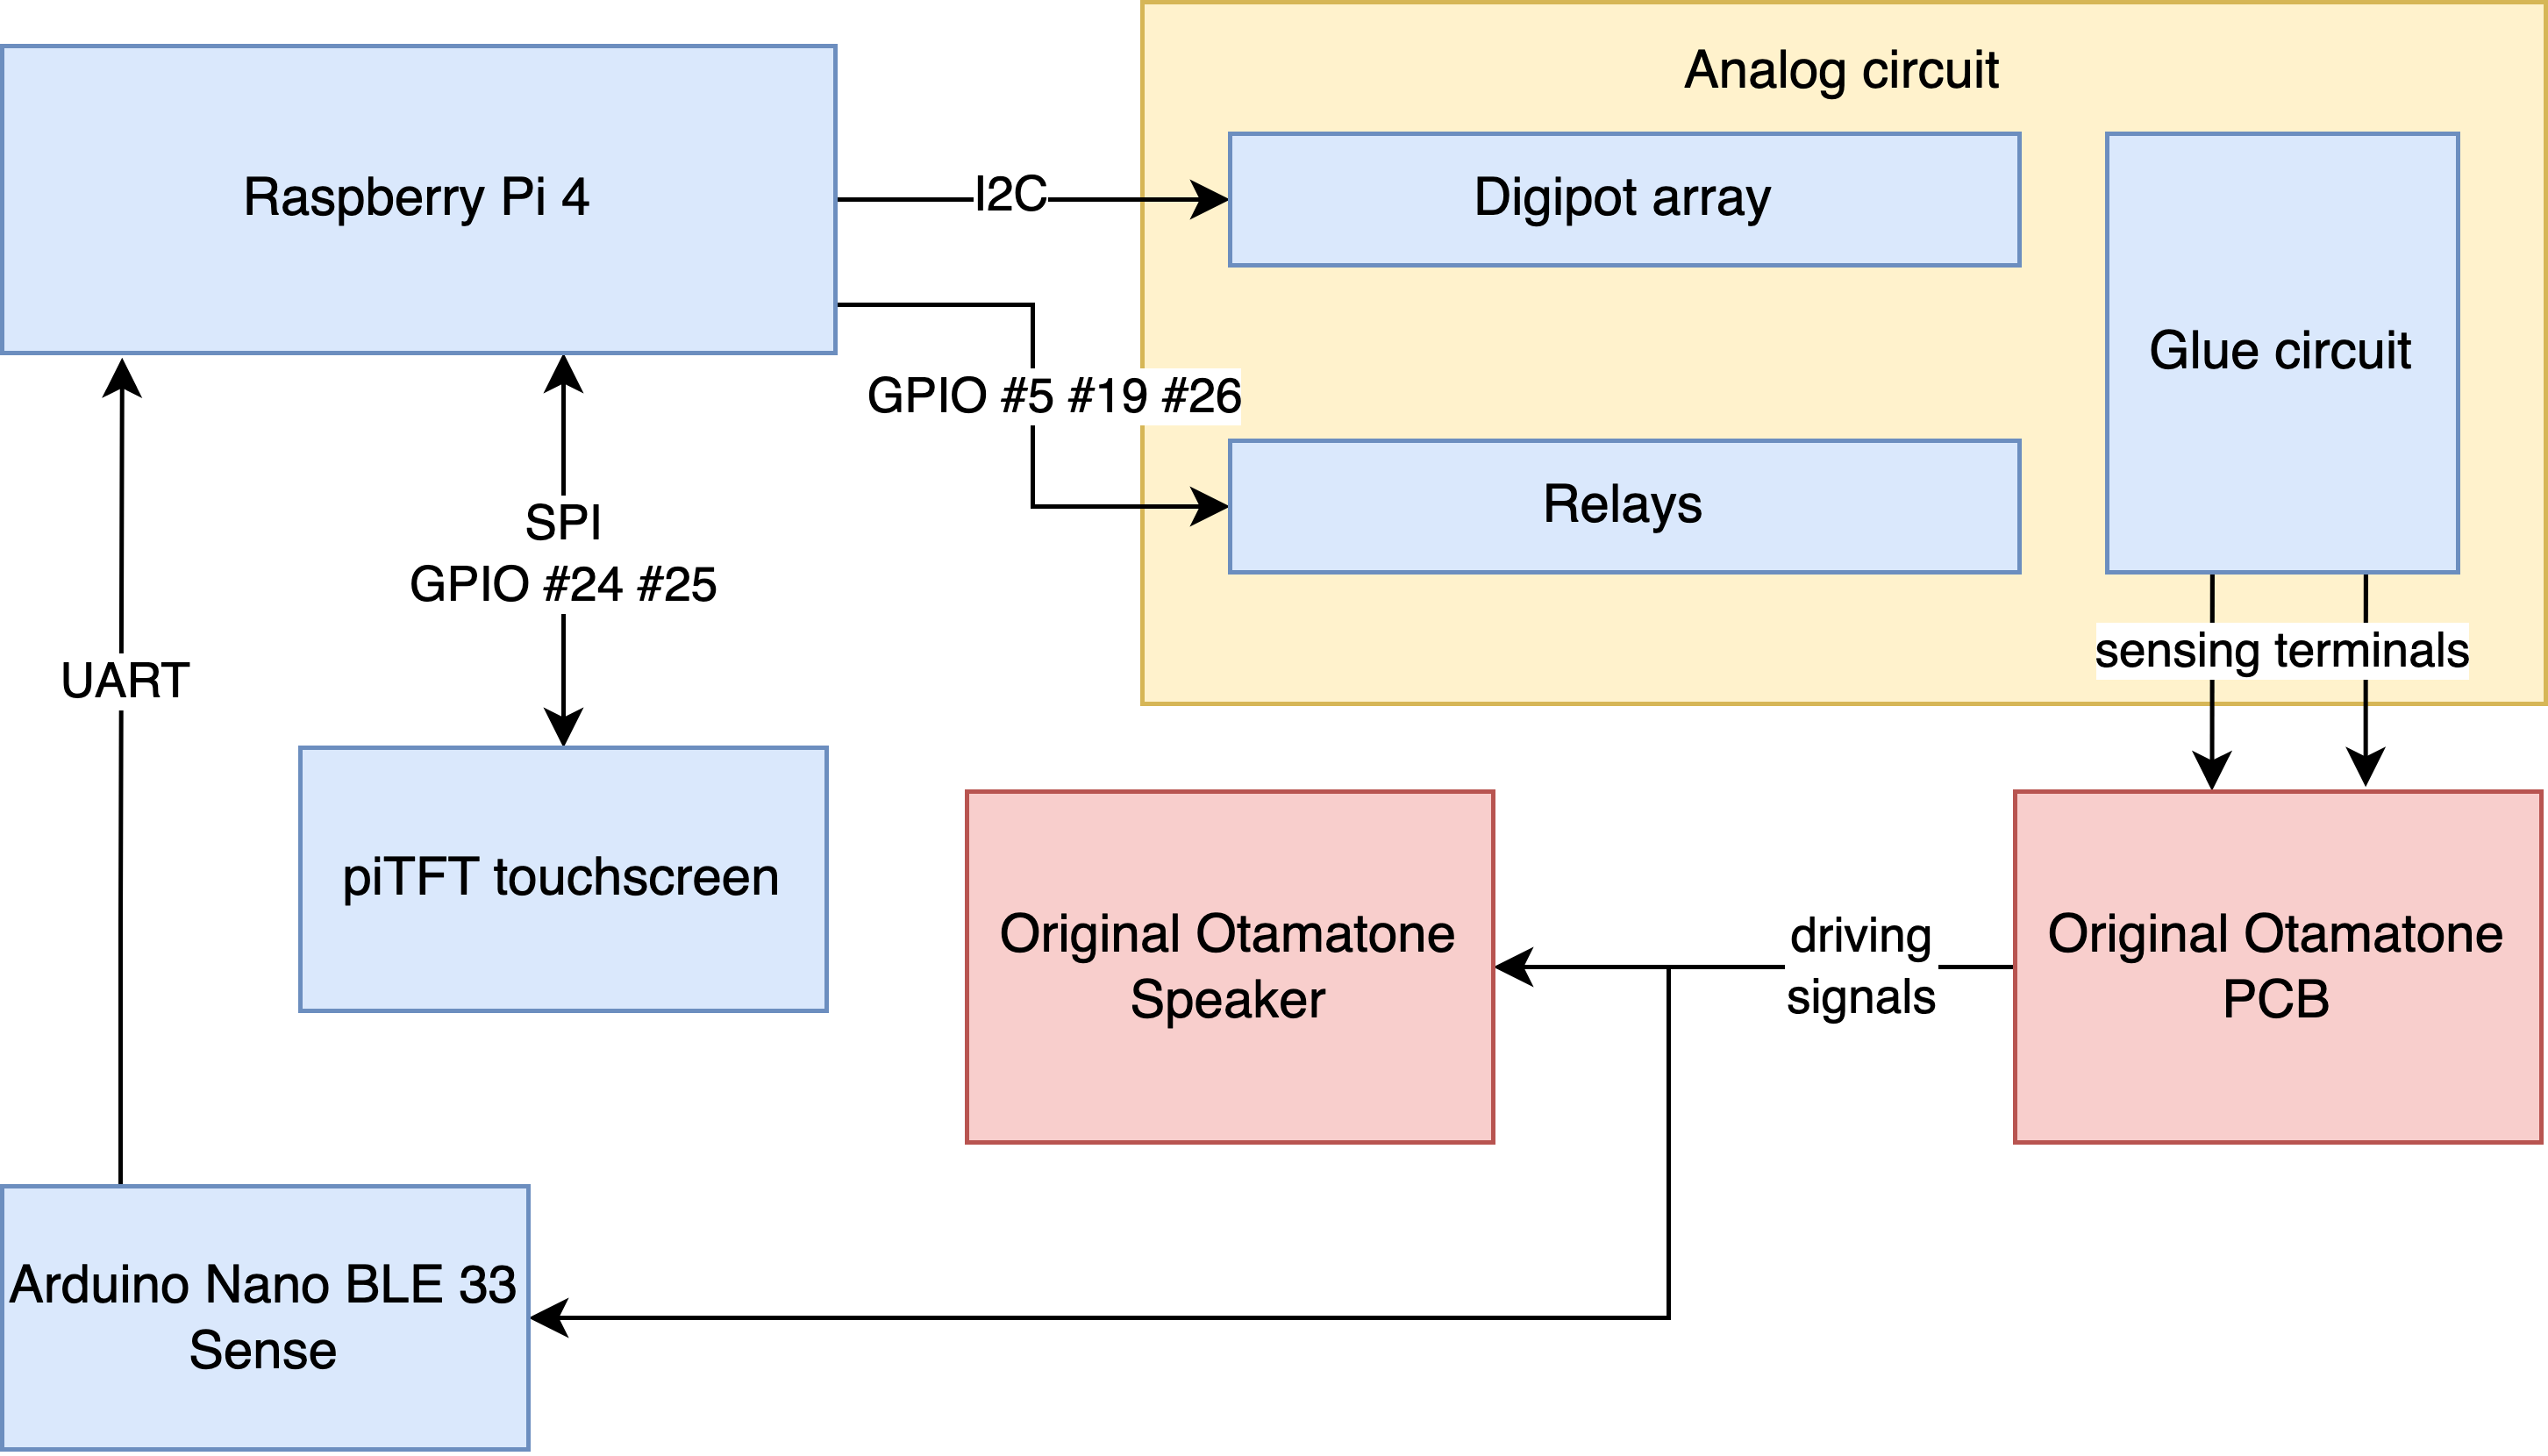 Analog circuit
Raspberry Pi 4
I2C
Digipot array
Glue circuit
GPIO #5 #19 #26
Relays
SPI
GPIO #24 #25
UART
sensing terminals
piTFT touchscreen
Original Otamatone
Speaker
driving
signals
Original Otamatone
PCB
Arduino Nano BLE 33
Sense